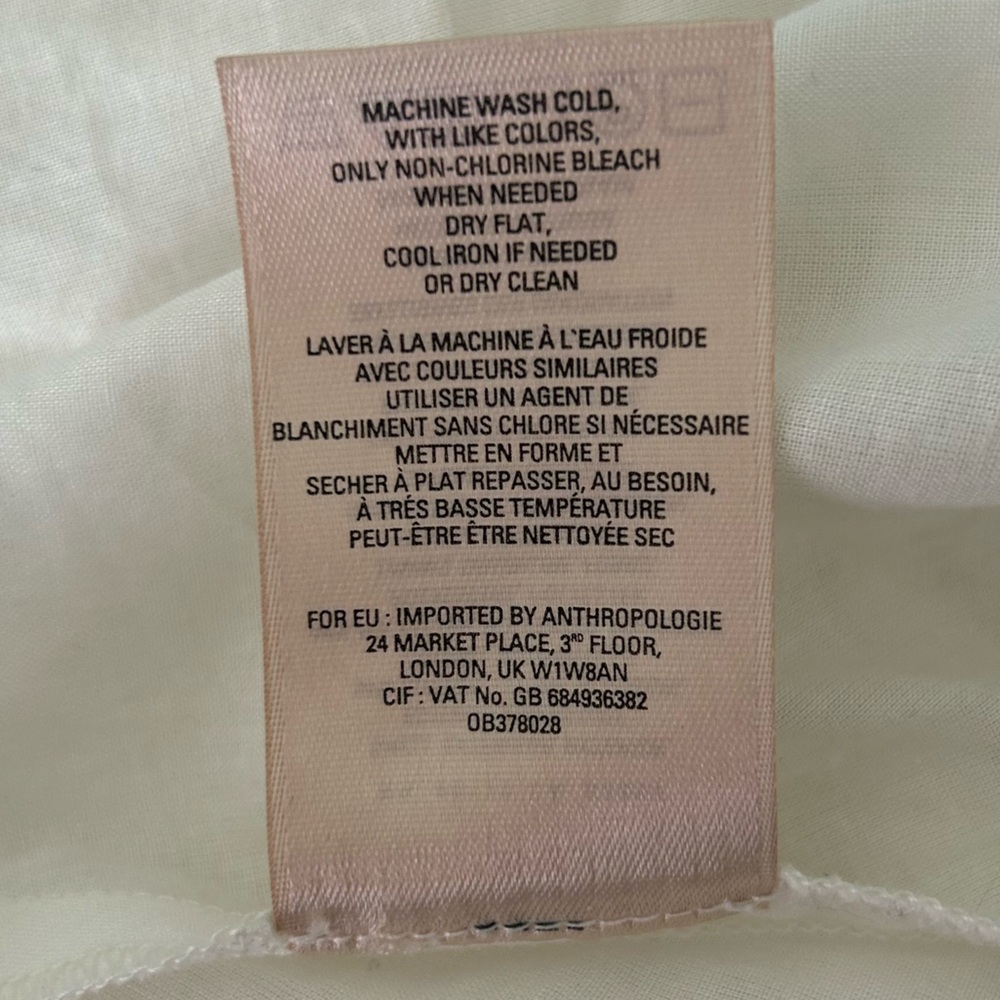 MACHINE WASH COLD,
WITH LIKE COLORS,
ONLY NON-CHLORINE BLEACH
WHEN NEEDED
DRY FLAT,
COOL IRON IF NEEDED
OR DRY CLEAN
LAVER À LA MACHINE À L`EAU FROIDE
AVEC COULEURS SIMILAIRES
UTILISER UN AGENT DE
BLANCHIMENT SANS CHLORE SI NÉCESSAIRE
METTRE EN FORME ET
SECHER À PLAT REPASSER, AU BESOIN,
À TRÉS BASSE TEMPÉRATURE
PEUT-ÊTRE ÊTRE NETTOYÉE SEC
FOR EU : IMPORTED BY ANTHROPOLOGIE
24 MARKET PLACE, 3RD FLOOR,
LONDON, UK W1W8AN
CIF : VAT No. GB 684936382
0B378028